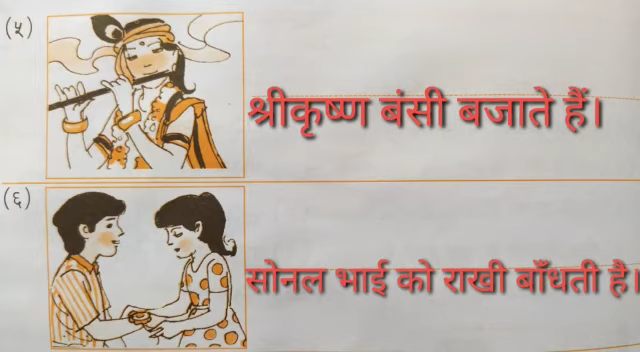 (५)
श्रीकृष्ण बंसी बजाते हैं।
(६)
सोनल भाई को राखी बाँधती है।